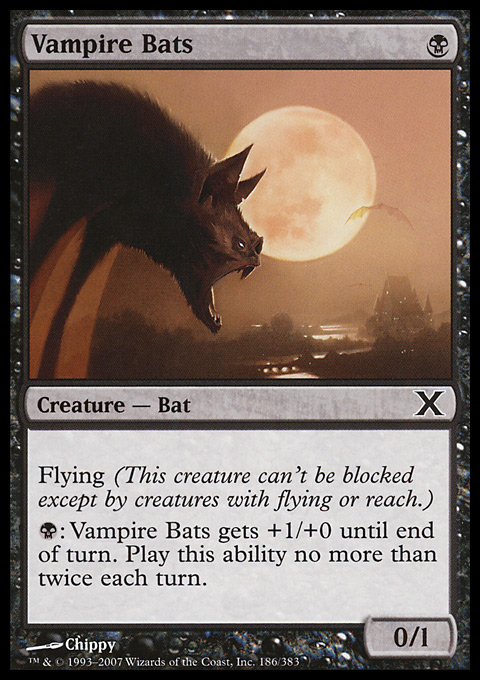 Vampire Bats
Creature — Bat
X
Flying (This creature can't be blocked
except by creatures with flying or reach.)
: Vampire Bats gets +1/+0 until end
of turn. Play this ability no more than
twice each turn.
0/1
Chippy
™ & © 1993–2007 Wizards of the Coast, Inc. 186/383